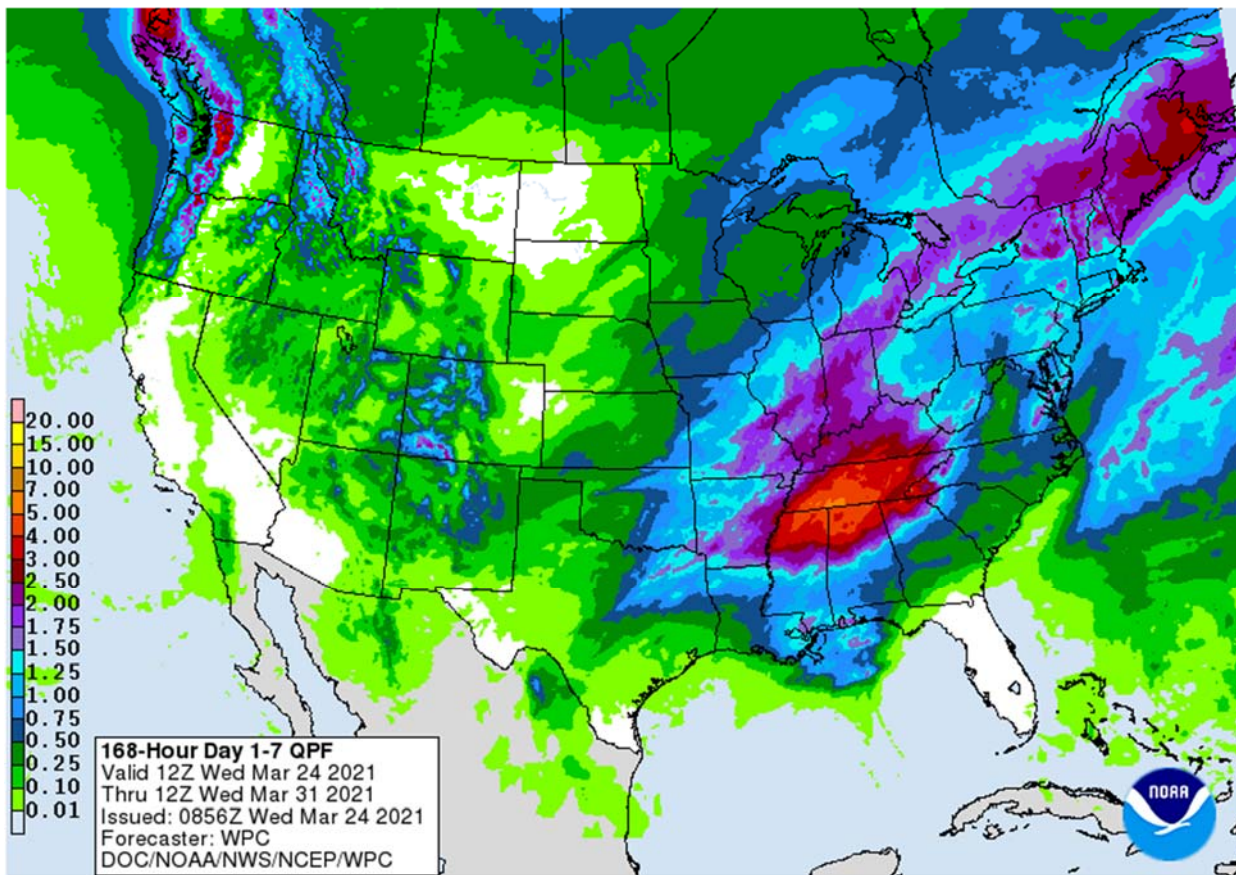 20.00
15.00
10.00
7.00
5.00
4.00
3.00
2.50
2.00
1.75
1.50
1.25
1.00
0.75
0.50
0.25
0.10
0.01
168-Hour Day 1-7 QPF
Valid 12Z Wed Mar 24 2021
Thru 12Z Wed Mar 31 2021
Issued: 0856Z Wed Mar 24 2021
Forecaster: WPC
DOC/NOAA/NWS/NCEP/WPC
NOAA